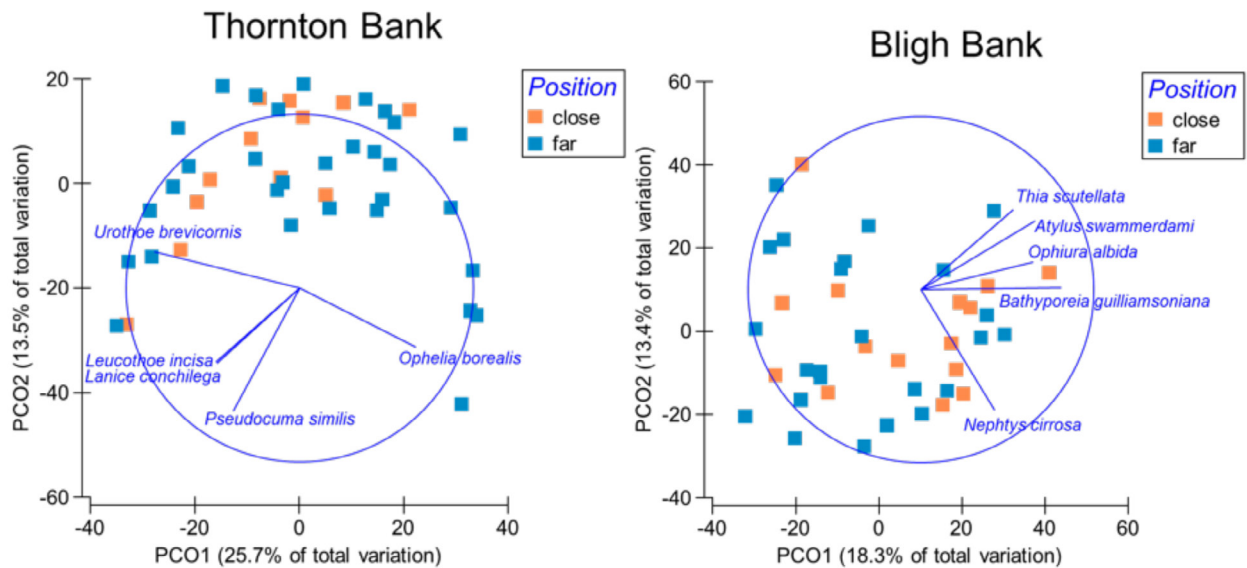 Thornton Bank
Position
close
far
20
0
-20
-40
-60
-40
-20
0
20
40
PCO2 (13.5% of total variation)
PCO1 (25.7% of total variation)
Urothoe brevicornis
Leucothoe incisa
Lanice conchilega
Pseudocuma similis
Ophelia borealis
Bligh Bank
Position
close
far
60
40
20
0
-20
-40
-40
-20
0
20
40
60
PCO2 (13.4% of total variation)
PCO1 (18.3% of total variation)
Thia scutellata
Atylus swammerdami
Ophiura albida
Bathyporeia guilliamsoniana
Nephtys cirrosa